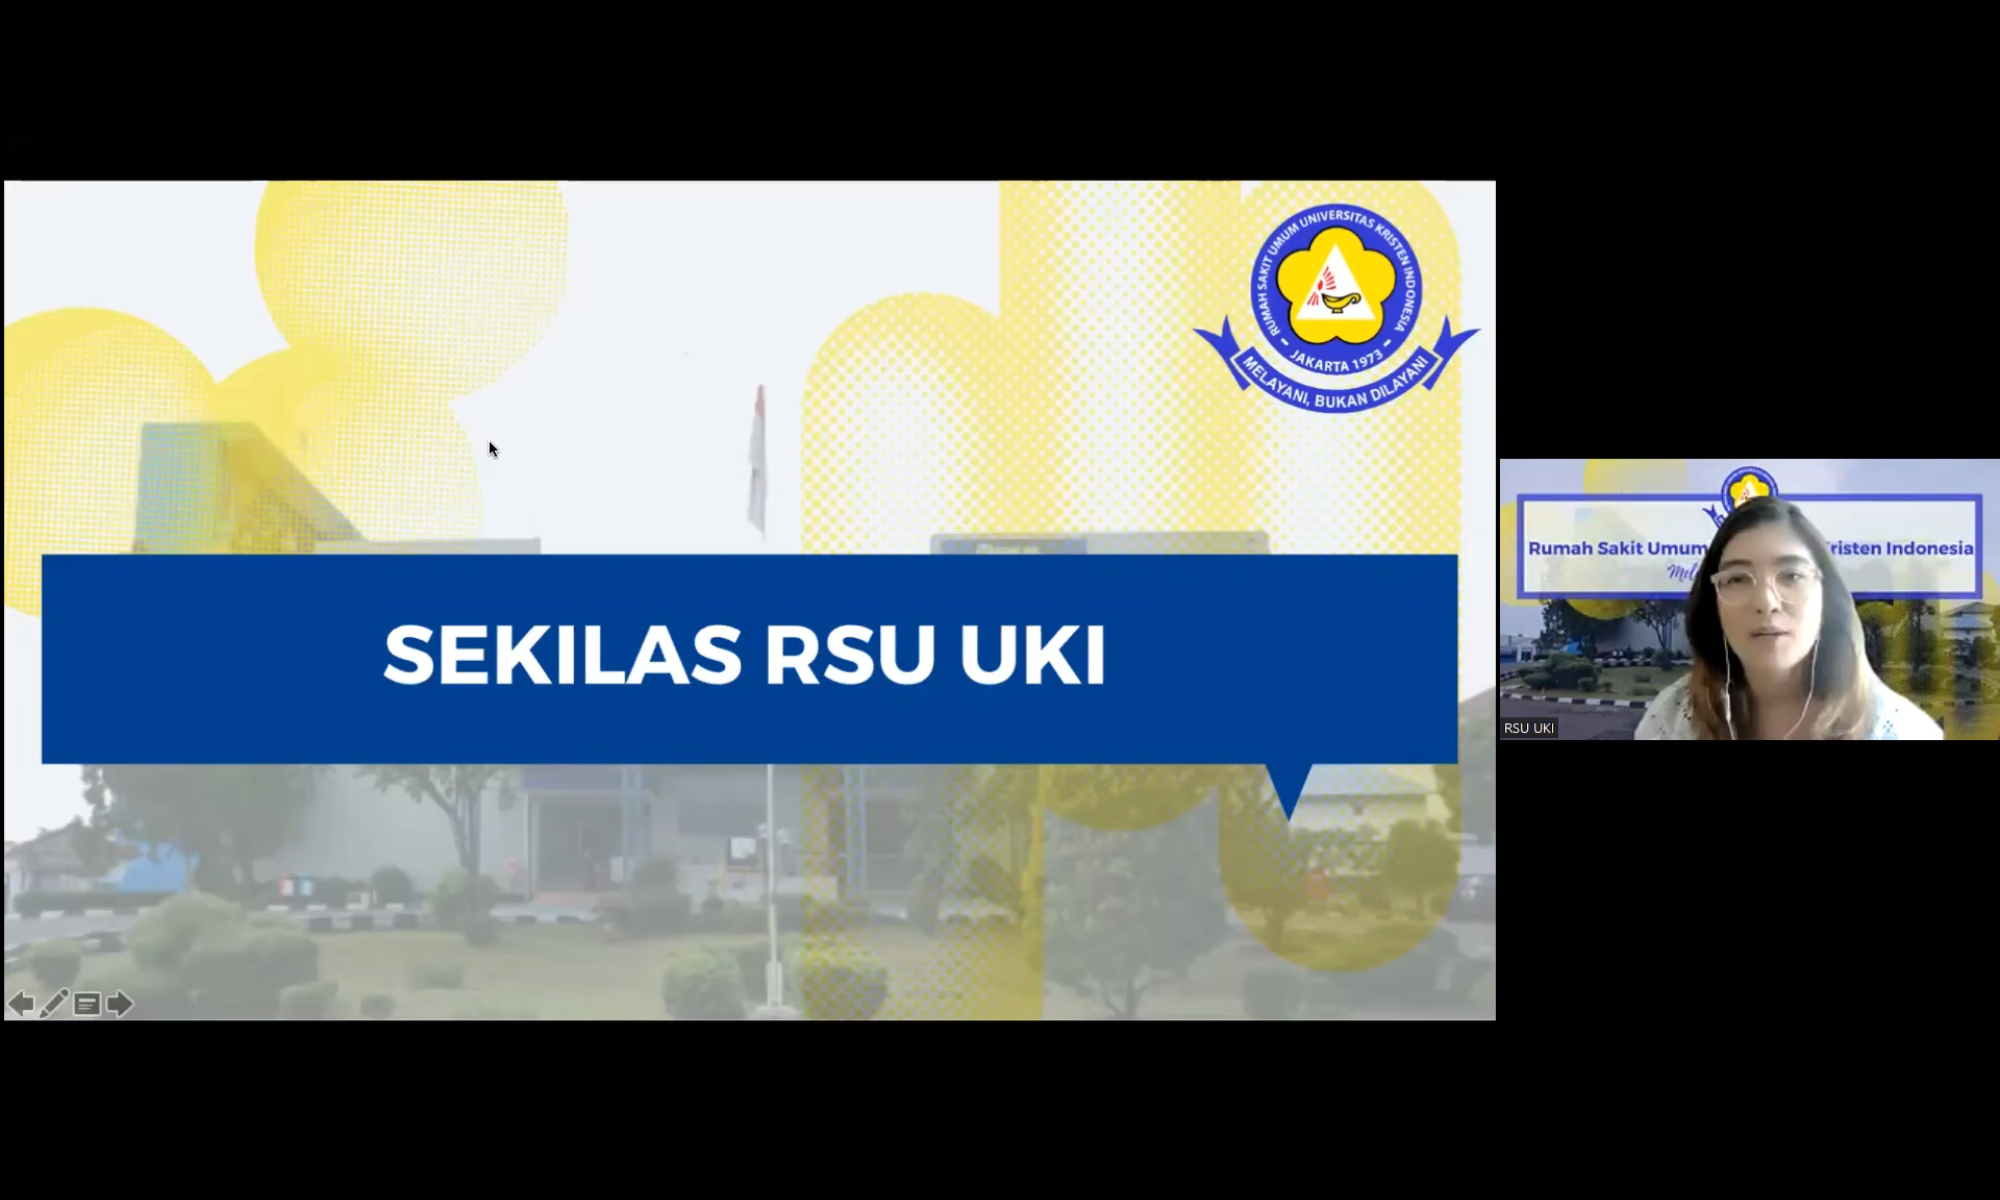 RUMAH SAKIT UMUM UNIVERSITAS KRISTEN INDONESIA
- JAKARTA 1973 -
MELAYANI, BUKAN DILAYANI
SEKILAS RSU UKI
Rumah Sakit Umum risten Indonesia
RSU UKI